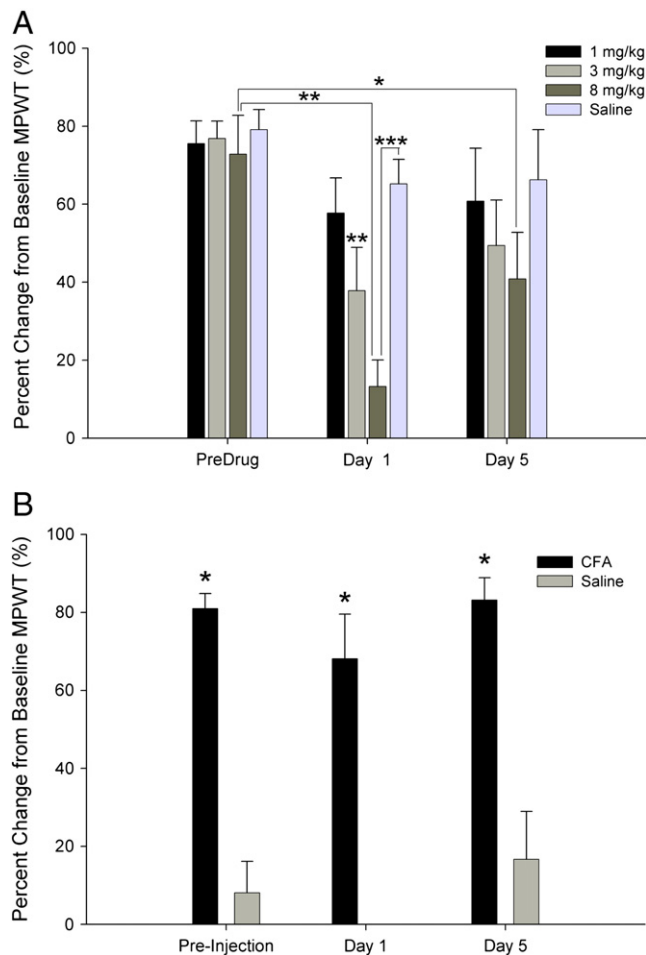 A
Percent Change from Baseline MPWT (%)
100
80
60
40
20
0
1 mg/kg
3 mg/kg
8 mg/kg
Saline
*
**
***
**
PreDrug
Day 1
Day 5
B
Percent Change from Baseline MPWT (%)
100
80
60
40
20
0
CFA
Saline
*
*
*
Pre-Injection
Day 1
Day 5